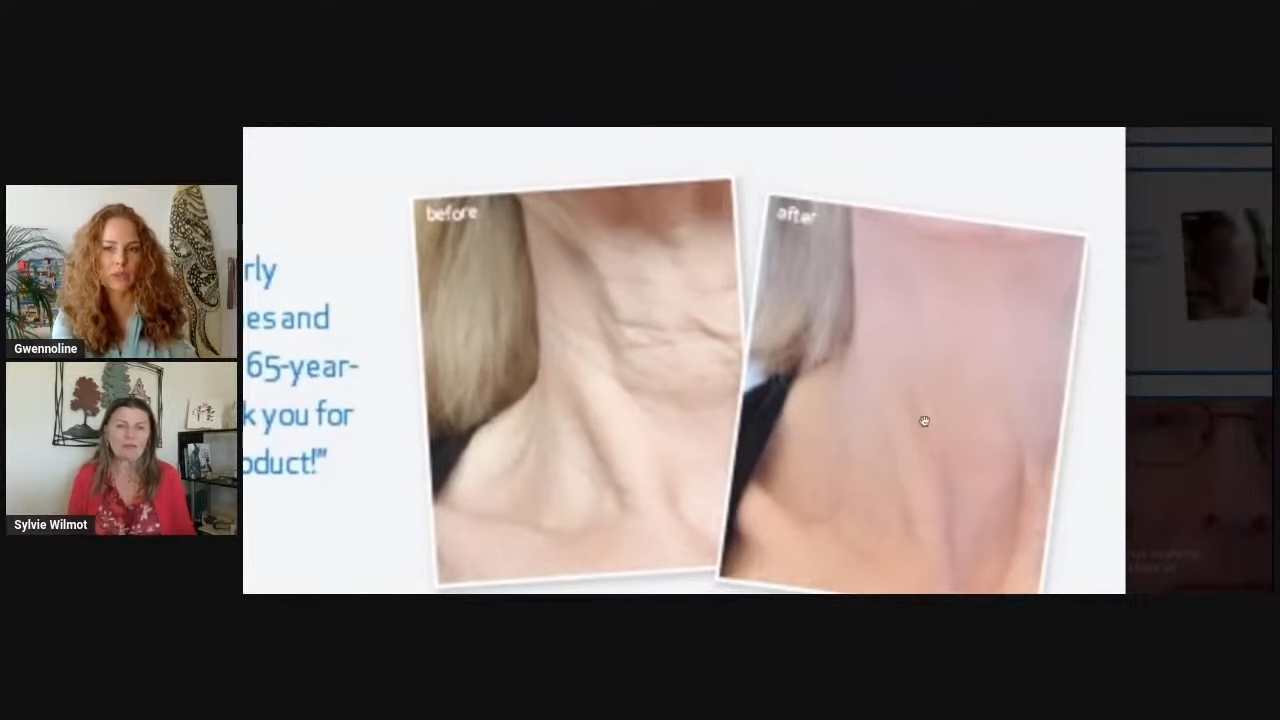 before
after
rly
es and
65-year-
k you for
oduct!”
Gwennoline
Sylvie Wilmot